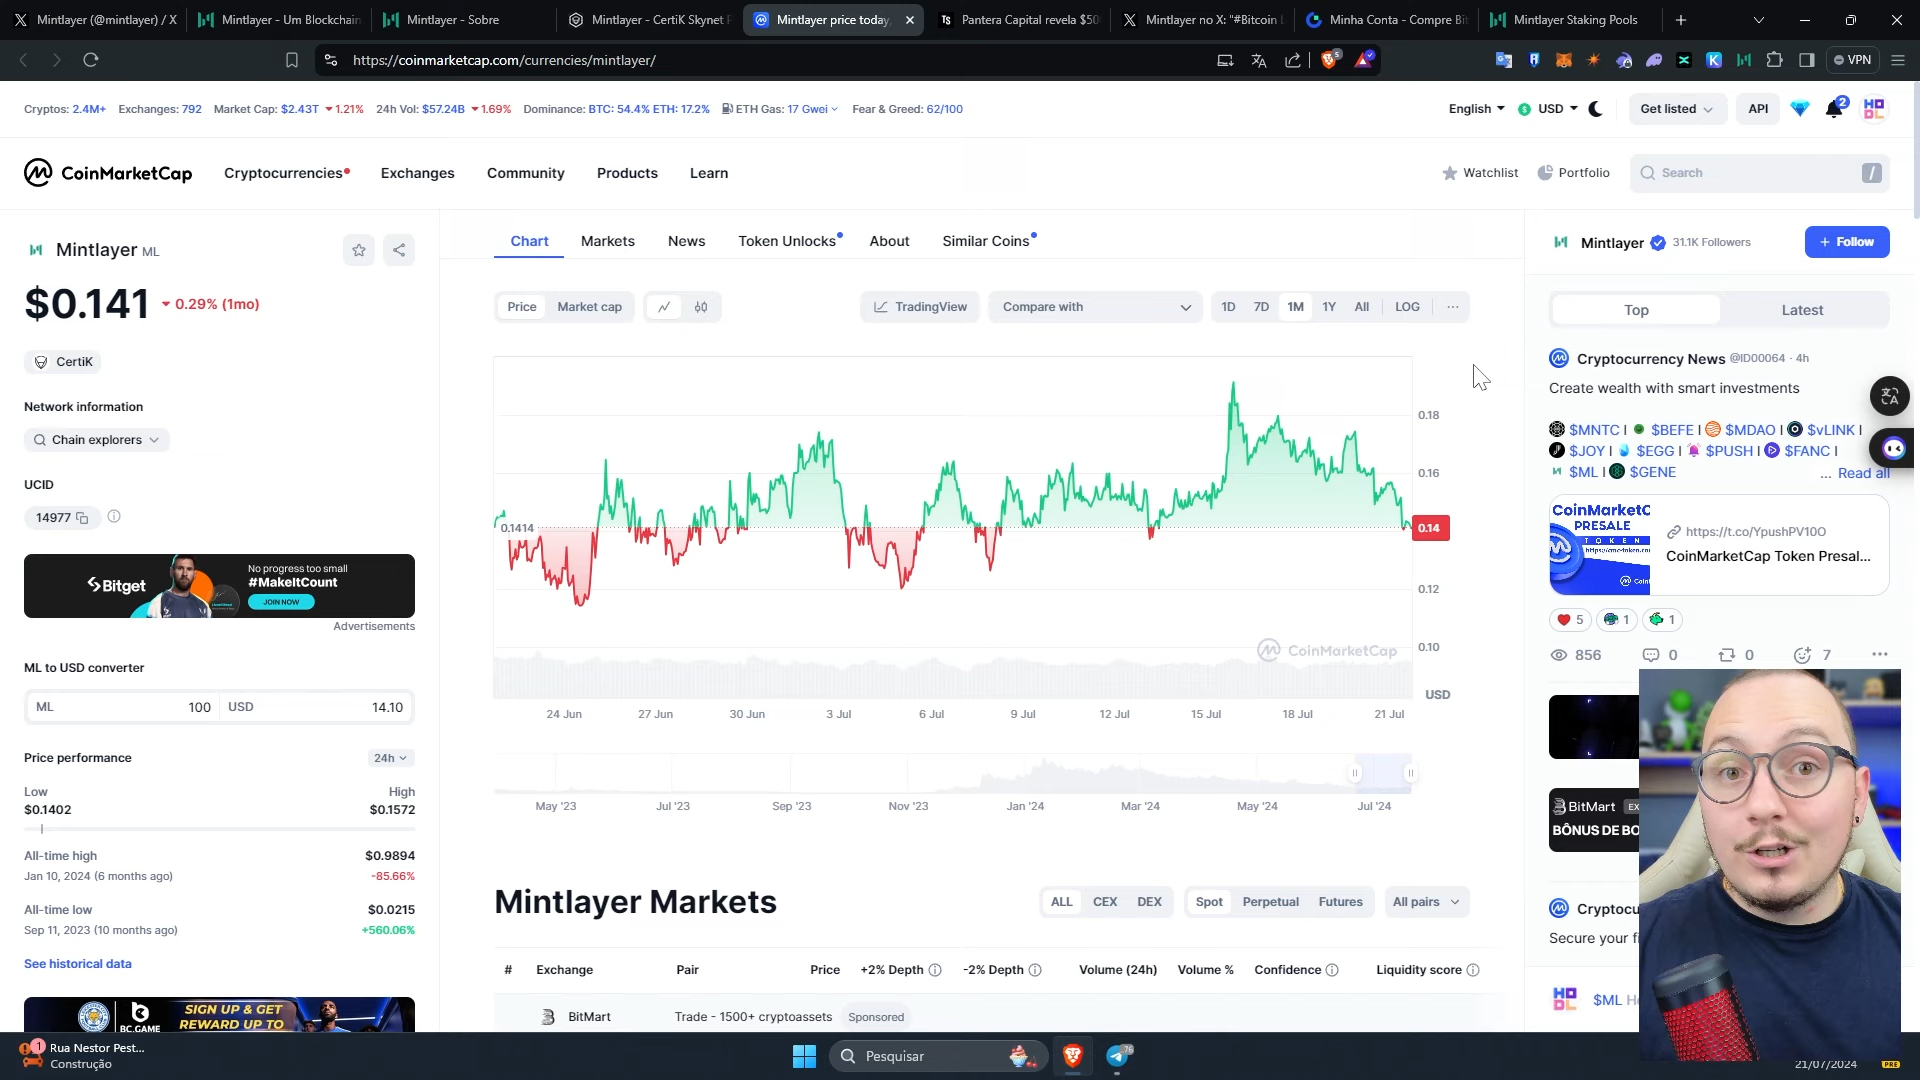 Mintlayer (@mintlayer) / X
Mintlayer - Um Blockchain
Mintlayer - Sobre
Mintlayer - CertiK Skynet P
Mintlayer price today,
Pantera Capital revela $50
Mintlayer no X: "#Bitcoin L
Minha Conta - Compre Bit
Mintlayer Staking Pools
https://coinmarketcap.com/currencies/mintlayer/
VPN
Cryptos: 2.4M+ Exchanges: 792 Market Cap: $2.43T 1.21% 24h Vol: $57.24B 1.69% Dominance: BTC: 54.4% ETH: 17.2% ETH Gas: 17 Gwei Fear & Greed: 62/100
English USD Get listed API 2
CoinMarketCap Cryptocurrencies Exchanges Community Products Learn
Watchlist Portfolio Search /
Mintlayer ML
$0.141 0.29% (1mo)
CertiK
Network information
Chain explorers
UCID
14977
Bitget No progress too small
#MakeItCount
JOIN NOW
Advertisements
ML to USD converter
ML 100 USD 14.10
Price performance 24h
Low High
$0.1402 $0.1572
All-time high $0.9894
Jan 10, 2024 (6 months ago) -85.66%
All-time low $0.0215
Sep 11, 2023 (10 months ago) +560.06%
See historical data
BC.GAME SIGN UP & GET
REWARD UP TO
Chart Markets News Token Unlocks About Similar Coins
Price Market cap TradingView Compare with 1D 7D 1M 1Y All LOG ...
0.18
0.16
0.1414 0.14
0.12
0.10
CoinMarketCap
USD
24 Jun 27 Jun 30 Jun 3 Jul 6 Jul 9 Jul 12 Jul 15 Jul 18 Jul 21 Jul
May '23 Jul '23 Sep '23 Nov '23 Jan '24 Mar '24 May '24 Jul '24
Mintlayer Markets
ALL CEX DEX Spot Perpetual Futures All pairs
# Exchange Pair Price +2% Depth -2% Depth Volume (24h) Volume % Confidence Liquidity score
BitMart Trade - 1500+ cryptoassets Sponsored
Mintlayer 31.1K Followers + Follow
Top Latest
Cryptocurrency News @ID00064 · 4h
Create wealth with smart investments
$MNTC | $BEFE | $MDAO | $vLINK |
$JOY | $EGG | $PUSH | $FANC |
$ML | $GENE ... Read all
CoinMarketC
PRESALE
TOKEN
https://t.co/YpushPV10O
CoinMarketCap Token Presal...
5 1 1
856 0 0 7 ...
BitMart EX
BÔNUS DE BO
Cryptocu
Secure your fi
HODL $ML
1 Rua Nestor Pest...
Construção
Pesquisar
76
21/07/2024
PRE